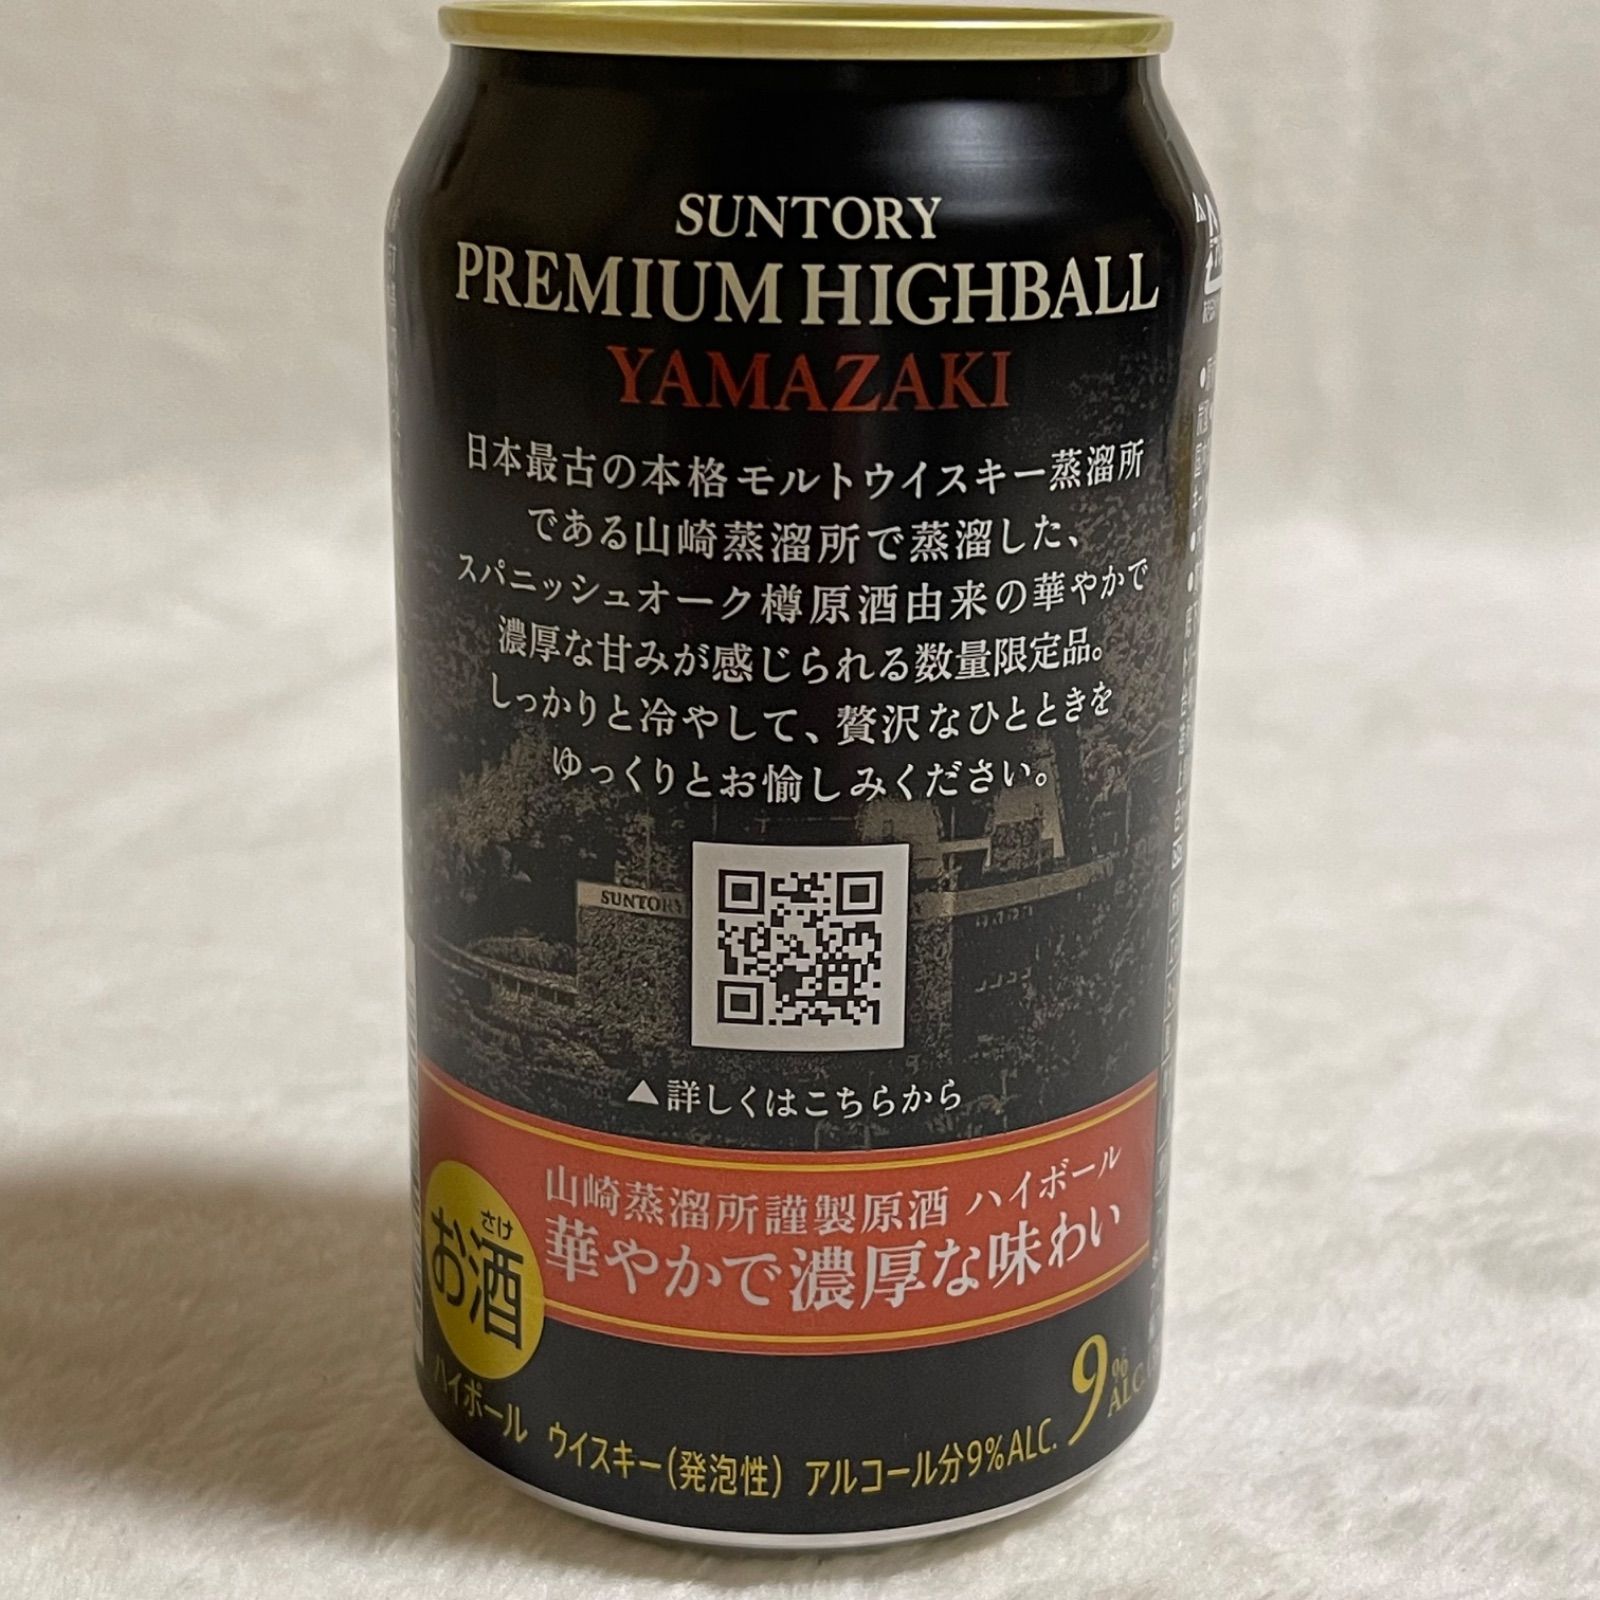 SUNTORY
PREMIUM HIGHBALL
YAMAZAKI
日本最古の本格モルトウイスキー蒸溜所
である山崎蒸溜所で蒸溜した、
スパニッシュオーク樽原酒由来の華やかで
濃厚な甘みが感じられる数量限定品。
しっかりと冷やして、贅沢なひとときを
ゆっくりとお愉しみください。
SUNTORY
▲詳しくはこちらから
山崎蒸溜所謹製原酒 ハイボール
華やかで濃厚な味わい
さけ
お酒
9%
ALC.
ハイボール ウイスキー(発泡性) アルコール分9%ALC.